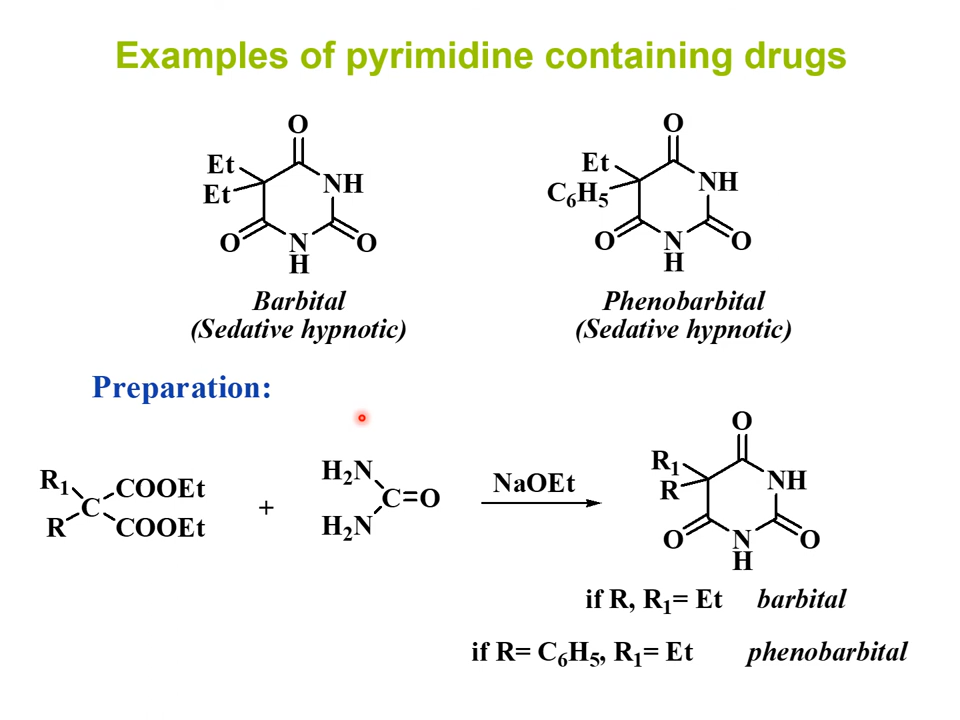 Examples of pyrimidine containing drugs
O
Et
Et
NH
O
N
H
O
Barbital
(Sedative hypnotic)
O
Et
C₆H₅
NH
O
N
H
O
Phenobarbital
(Sedative hypnotic)
Preparation:
R₁
R
C
COOEt
COOEt
+
H₂N
H₂N
C=O
NaOEt
O
R₁
R
NH
O
N
H
O
if R, R₁= Et barbital
if R= C₆H₅, R₁= Et phenobarbital